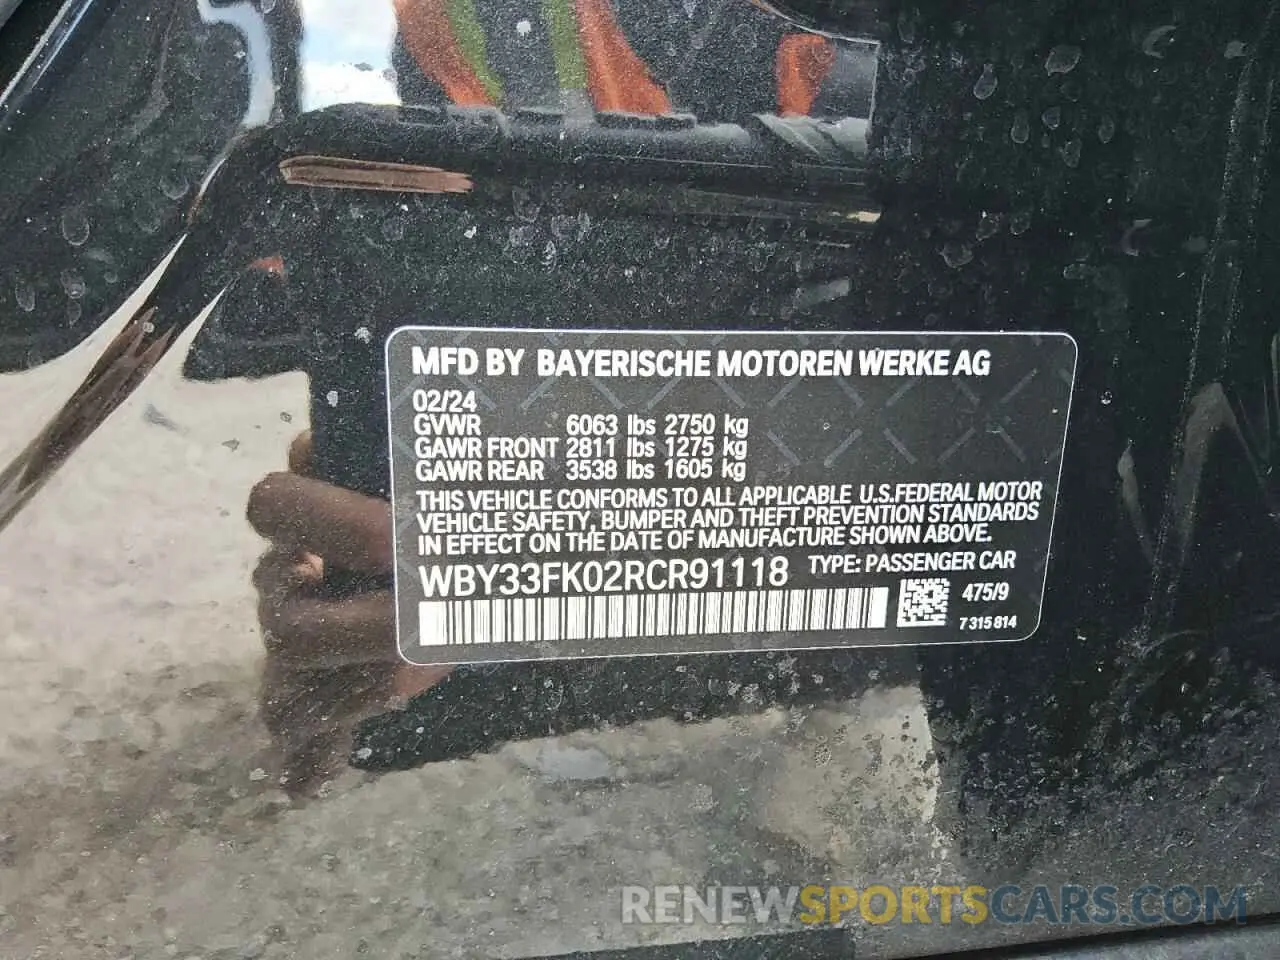 MFD BY BAYERISCHE MOTOREN WERKE AG
02/24
GVWR 6063 lbs 2750 kg
GAWR FRONT 2811 lbs 1275 kg
GAWR REAR 3538 lbs 1605 kg
THIS VEHICLE CONFORMS TO ALL APPLICABLE U.S.FEDERAL MOTOR
VEHICLE SAFETY, BUMPER AND THEFT PREVENTION STANDARDS
IN EFFECT ON THE DATE OF MANUFACTURE SHOWN ABOVE.
WBY33FK02RCR91118 TYPE: PASSENGER CAR
475/9
7315814
RENEWSPORTSCARS.COM